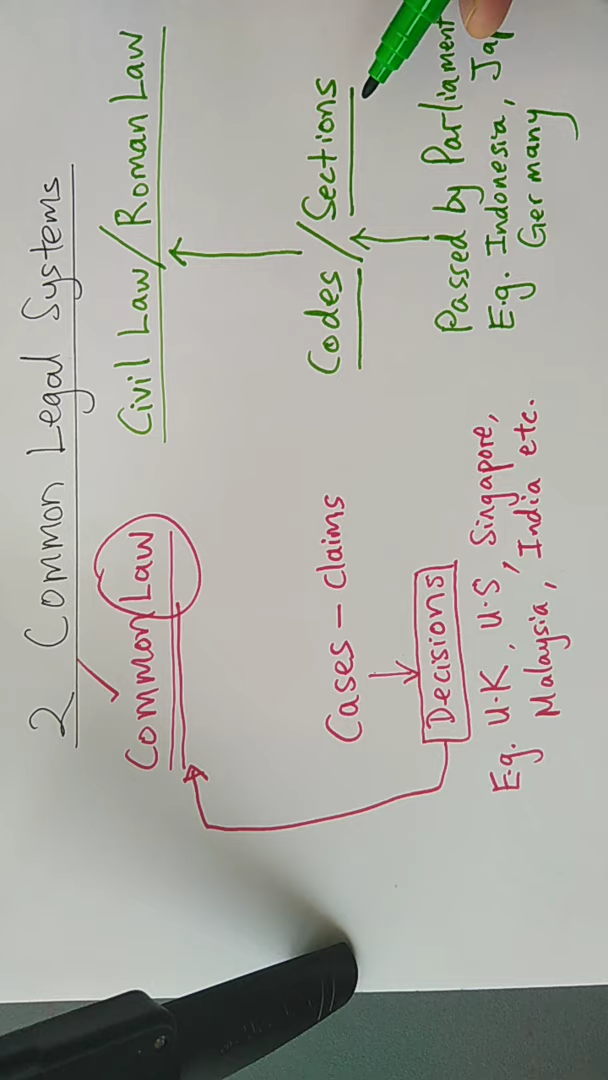 2 Common Legal Systems
Common Law
Cases - Claims
Decisions
E.g. U.K, U.S, Singapore,
Malaysia, India etc.
Civil Law/Roman Law
Codes/Sections
Passed by Parliament
E.g. Indonesia,
Germany